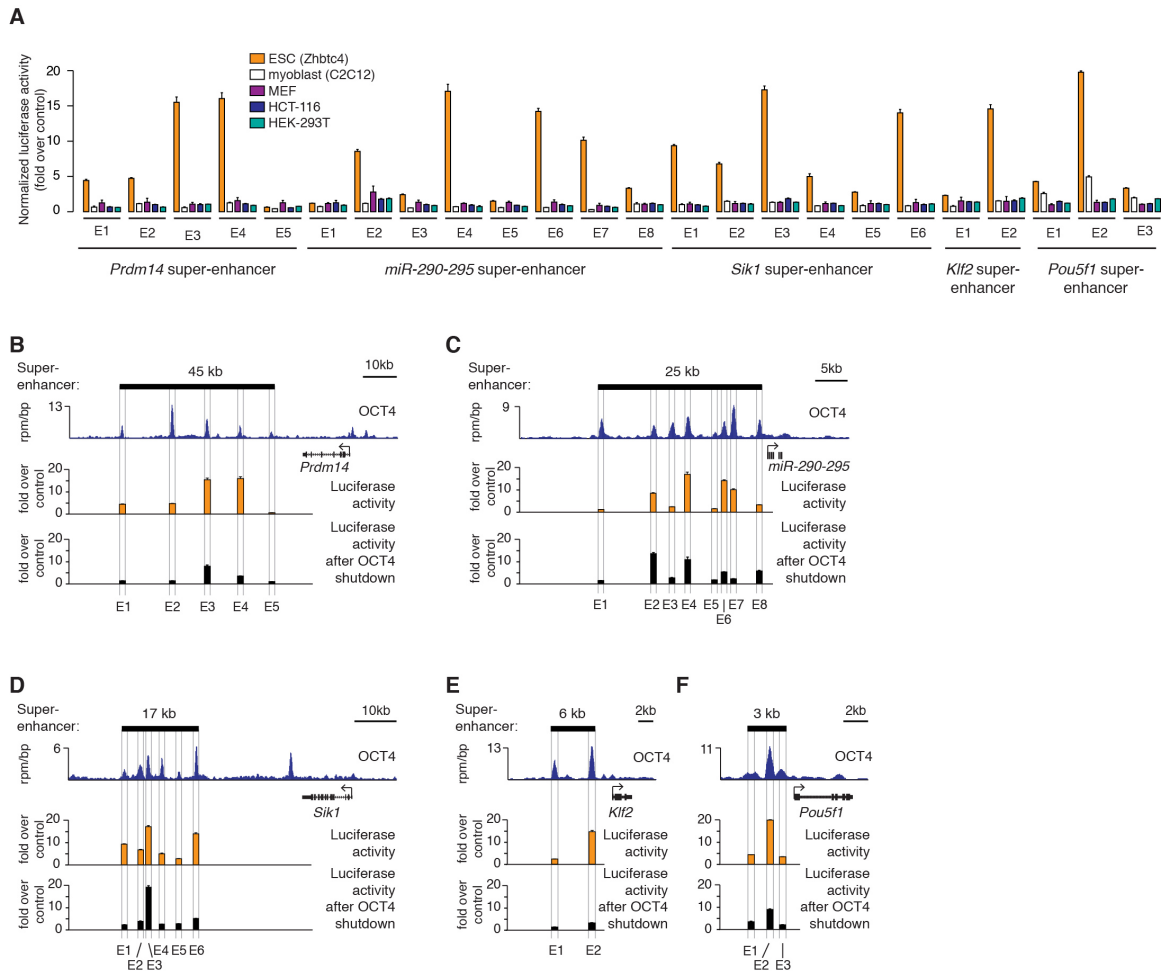 A
Normalized luciferase activity
(fold over control)
20
15
10
5
0
ESC (Zhbtc4)
myoblast (C2C12)
MEF
HCT-116
HEK-293T
E1 E2 E3 E4 E5 E1 E2 E3 E4 E5 E6 E7 E8 E1 E2 E3 E4 E5 E6 E1 E2 E1 E2 E3
Prdm14 super-enhancer
miR-290-295 super-enhancer
Sik1 super-enhancer
Klf2 super-
enhancer
Pou5f1 super-
enhancer
B
Super-
enhancer:
45 kb
10kb
rpm/bp
13
OCT4
Prdm14
fold over
control
20
10
0
Luciferase
activity
fold over
control
20
10
0
Luciferase
activity
after OCT4
shutdown
E1 E2 E3 E4 E5
C
Super-
enhancer:
25 kb
5kb
rpm/bp
9
OCT4
miR-290-295
fold over
control
20
10
0
Luciferase
activity
fold over
control
20
10
0
Luciferase
activity
after OCT4
shutdown
E1 E2 E3 E4 E5 | E7 E8
E6
D
Super-
enhancer:
17 kb
10kb
rpm/bp
6
OCT4
Sik1
fold over
control
20
10
0
Luciferase
activity
fold over
control
20
10
0
Luciferase
activity
after OCT4
shutdown
E1 / \E4 E5 E6
E2 E3
E
Super-
enhancer:
6 kb
2kb
rpm/bp
13
OCT4
Klf2
fold over
control
20
10
0
Luciferase
activity
fold over
control
20
10
0
Luciferase
activity
after OCT4
shutdown
E1 E2
F
3 kb
2kb
11
OCT4
Pou5f1
20
10
0
Luciferase
activity
20
10
0
Luciferase
activity
after OCT4
shutdown
E1 / |
E2 E3